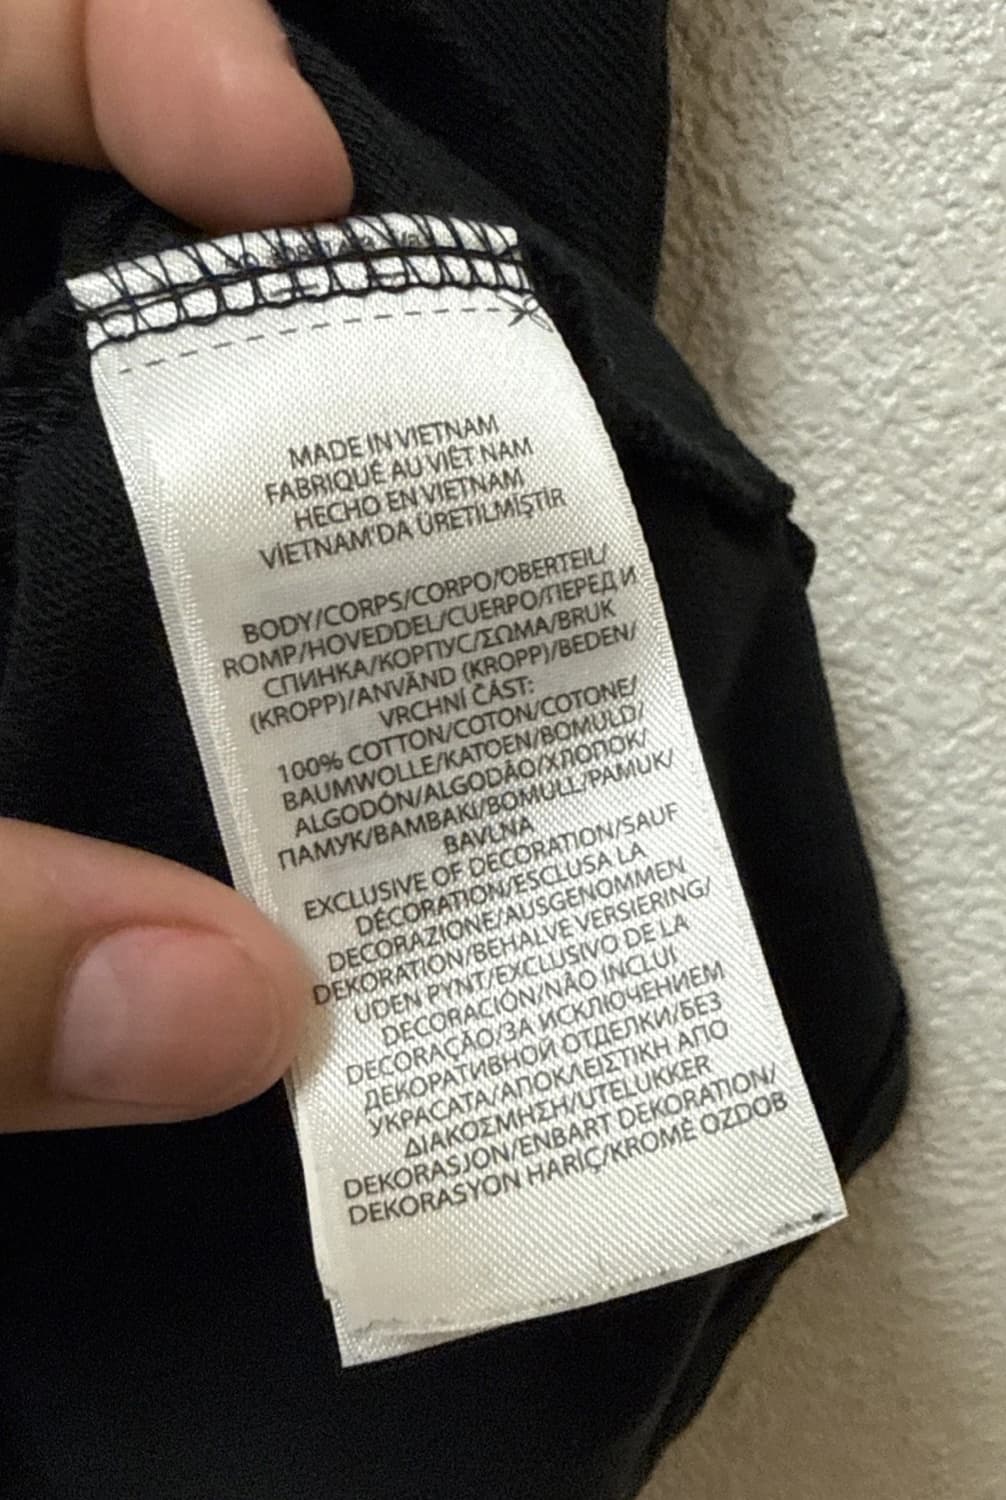 MADE IN VIETNAM
FABRIQUÉ AU VIÊT NAM
HECHO EN VIETNAM
VİETNAM'DA ÜRETILMİŞTİR
BODY/CORPS/CORPO/OBERTEIL/
ROMP/HOVEDDEL/CUERPO/ПЕРЕД И
СПИНКА/КОРПУС/ΣΩΜΑ/BRUK
(KROPP)/ANVÄND (KROPP)/BEDEN/
VRCHNÍ ČÁST:
100% COTTON/COTON/COTONE/
BAUMWOLLE/KATOEN/BOMULD/
ALGODÓN/ALGODÃO/ХЛОПОК/
ПАМУК/ΒΑΜΒΑΚΙ/BOMULL/PAMUK/
BAVLNA
EXCLUSIVE OF DECORATION/SAUF
DÉCORATION/ESCLUSA LA
DECORAZIONE/AUSGENOMMEN
DEKORATION/BEHALVE VERSIERING/
UDEN PYNT/EXCLUSIVO DE LA
DECORACIÓN/NÃO INCLUI
DECORAÇÃO/ЗА ИСКЛЮЧЕНИЕМ
ДЕКОРАТИВНОЙ ОТДЕЛКИ/БЕЗ
УКРАСАТА/ΑΠΟΚΛΕΙΣΤΙΚΗ ΑΠΟ
ΔΙΑΚΟΣΜΗΣΗ/UTELUKKER
DEKORASJON/ENBART DEKORATION/
DEKORASYON HARİÇ/KROMĚ OZDOB